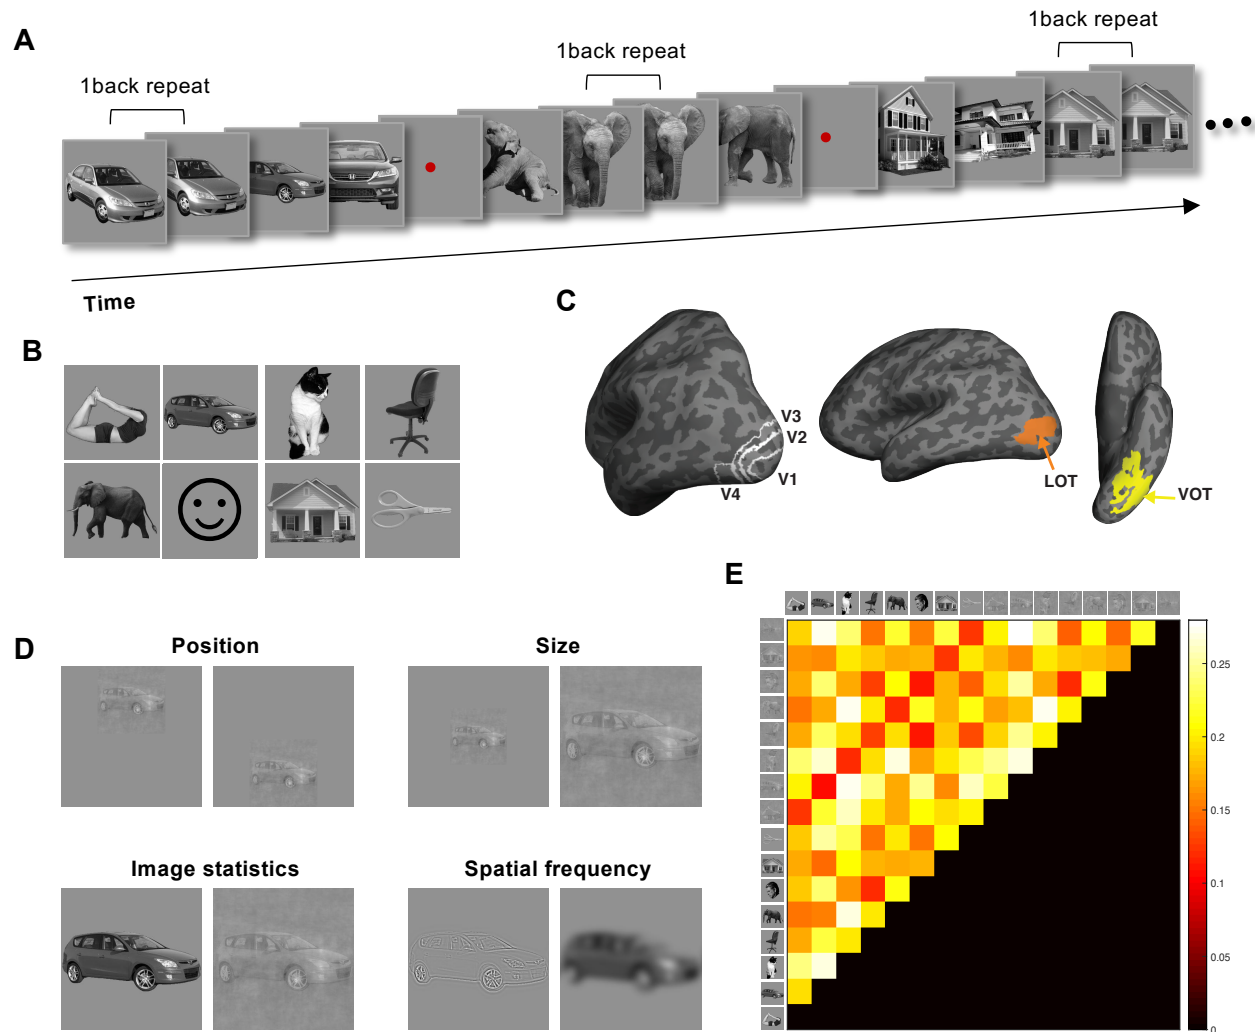 A
1back repeat
1back repeat
1back repeat
Time
B
C
V3
V2
V1
V4
LOT
VOT
D
Position
Size
Image statistics
Spatial frequency
E
0.25
0.2
0.15
0.1
0.05
0